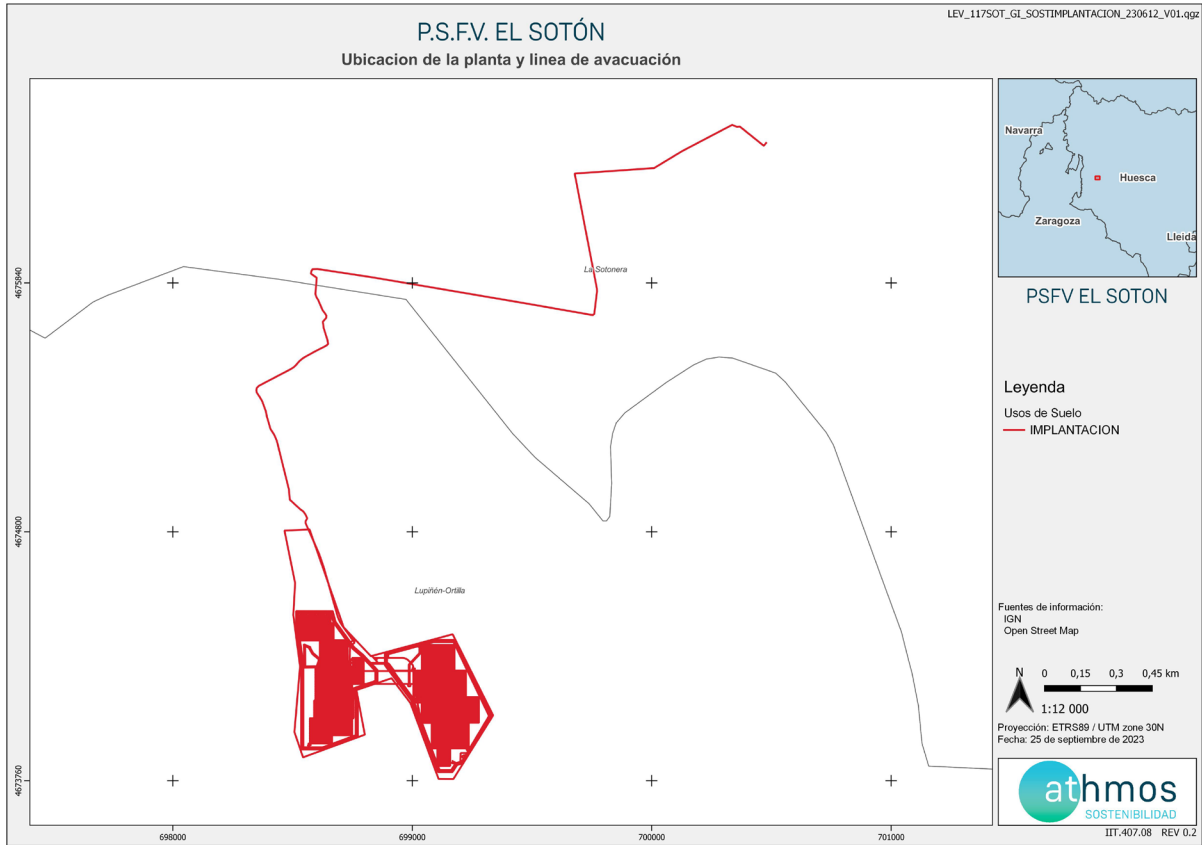 LEV_117SOT_GI_SOSTIMPLANTACION_230612_V01.qgz
P.S.F.V. EL SOTÓN
Ubicacion de la planta y linea de avacuación
Navarra
Huesca
Zaragoza
Lleida
PSFV EL SOTON
La Sotonera
Lupiñén-Ortilla
4675840
4674800
4673760
698000
699000
700000
701000
Leyenda
Usos de Suelo
IMPLANTACION
Fuentes de información:
IGN
Open Street Map
N
0 0,15 0,3 0,45 km
1:12 000
Proyección: ETRS89 / UTM zone 30N
Fecha: 25 de septiembre de 2023
athmos
SOSTENIBILIDAD
IIT.407.08 REV 0.2